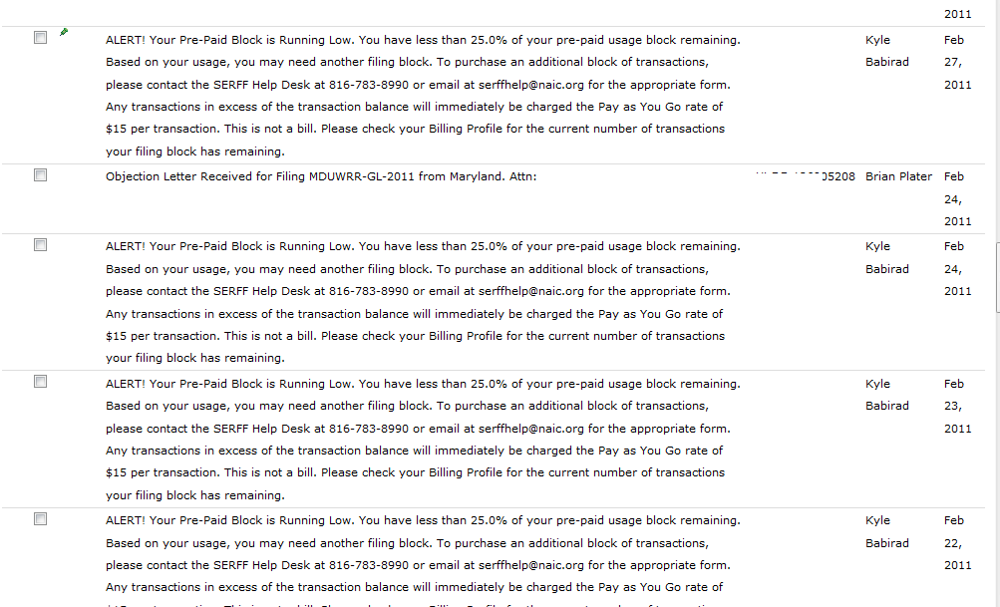 2011
ALERT! Your Pre-Paid Block is Running Low. You have less than 25.0% of your pre-paid usage block remaining. Kyle Feb
Based on your usage, you may need another filing block. To purchase an additional block of transactions, Babirad 27,
please contact the SERFF Help Desk at 816-783-8990 or email at serffhelp@naic.org for the appropriate form. 2011
Any transactions in excess of the transaction balance will immediately be charged the Pay as You Go rate of
$15 per transaction. This is not a bill. Please check your Billing Profile for the current number of transactions
your filing block has remaining.
Objection Letter Received for Filing MDUWRR-GL-2011 from Maryland. Attn: 05208 Brian Plater Feb
24,
2011
ALERT! Your Pre-Paid Block is Running Low. You have less than 25.0% of your pre-paid usage block remaining. Kyle Feb
Based on your usage, you may need another filing block. To purchase an additional block of transactions, Babirad 24,
please contact the SERFF Help Desk at 816-783-8990 or email at serffhelp@naic.org for the appropriate form. 2011
Any transactions in excess of the transaction balance will immediately be charged the Pay as You Go rate of
$15 per transaction. This is not a bill. Please check your Billing Profile for the current number of transactions
your filing block has remaining.
ALERT! Your Pre-Paid Block is Running Low. You have less than 25.0% of your pre-paid usage block remaining. Kyle Feb
Based on your usage, you may need another filing block. To purchase an additional block of transactions, Babirad 23,
please contact the SERFF Help Desk at 816-783-8990 or email at serffhelp@naic.org for the appropriate form. 2011
Any transactions in excess of the transaction balance will immediately be charged the Pay as You Go rate of
$15 per transaction. This is not a bill. Please check your Billing Profile for the current number of transactions
your filing block has remaining.
ALERT! Your Pre-Paid Block is Running Low. You have less than 25.0% of your pre-paid usage block remaining. Kyle Feb
Based on your usage, you may need another filing block. To purchase an additional block of transactions, Babirad 22,
please contact the SERFF Help Desk at 816-783-8990 or email at serffhelp@naic.org for the appropriate form. 2011
Any transactions in excess of the transaction balance will immediately be charged the Pay as You Go rate of